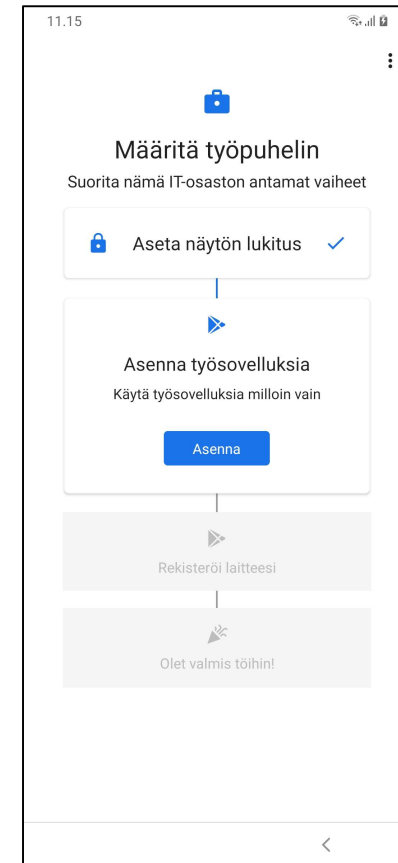 11.15
Määritä työpuhelin
Suorita nämä IT-osaston antamat vaiheet
Aseta näytön lukitus
Asenna työsovelluksia
Käytä työsovelluksia milloin vain
Asenna
Rekisteröi laitteesi
Olet valmis töihin!